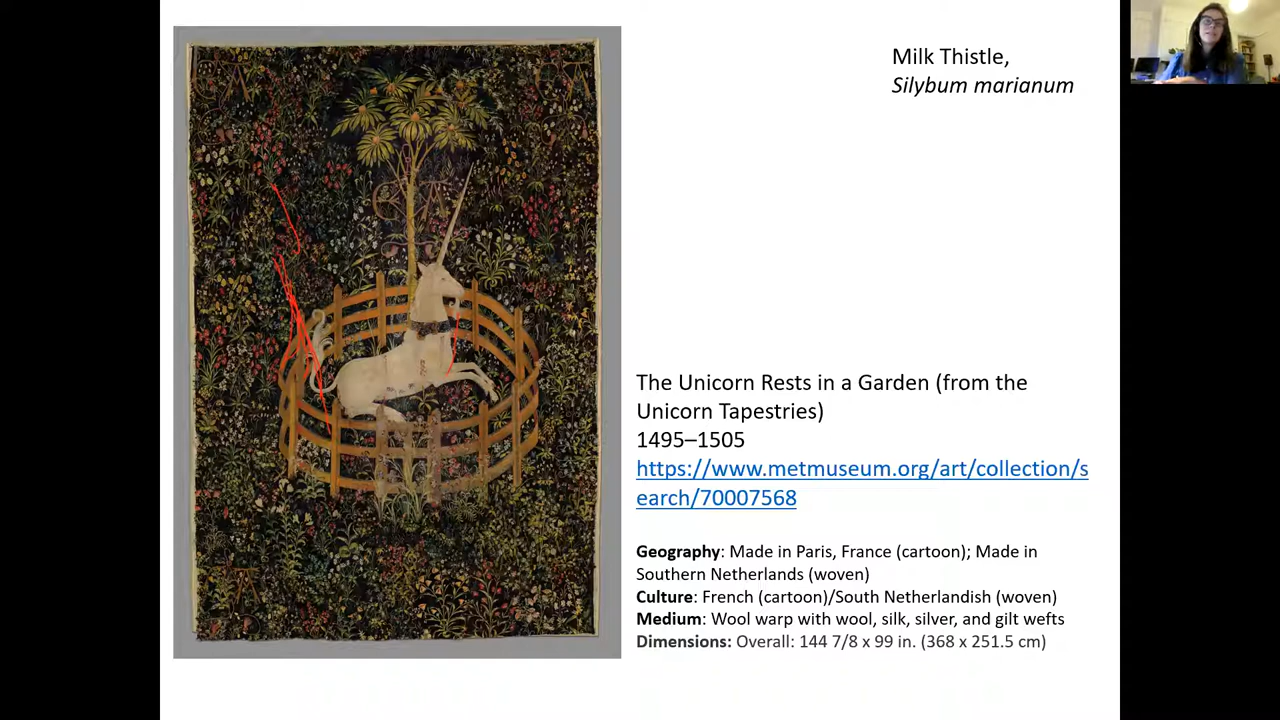 Milk Thistle,
Silybum marianum
The Unicorn Rests in a Garden (from the
Unicorn Tapestries)
1495–1505
https://www.metmuseum.org/art/collection/s
earch/70007568
Geography: Made in Paris, France (cartoon); Made in
Southern Netherlands (woven)
Culture: French (cartoon)/South Netherlandish (woven)
Medium: Wool warp with wool, silk, silver, and gilt wefts
Dimensions: Overall: 144 7/8 x 99 in. (368 x 251.5 cm)